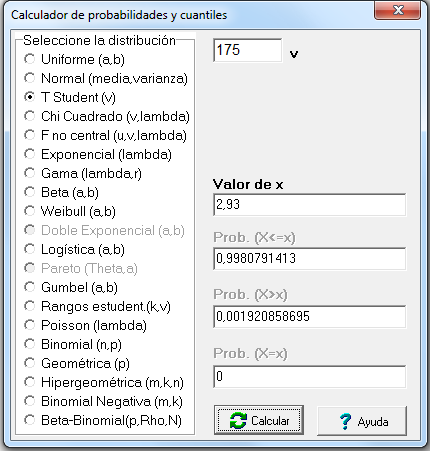 Calculador de probabilidades y cuantiles
Seleccione la distribución
Uniforme (a,b)
Normal (media,varianza)
T Student (v)
Chi Cuadrado (v,lambda)
F no central (u,v,lambda)
Exponencial (lambda)
Gama (lambda,r)
Beta (a,b)
Weibull (a,b)
Doble Exponencial (a,b)
Logística (a,b)
Pareto (Theta,a)
Gumbel (a,b)
Rangos estudent.(k,v)
Poisson (lambda)
Binomial (n,p)
Geométrica (p)
Hipergeométrica (m,k,n)
Binomial Negativa (m,k)
Beta-Binomial(p,Rho,N)
175 v
Valor de x
2,93
Prob. (X<=x)
0,9980791413
Prob. (X>x)
0,001920858695
Prob. (X=x)
0
Calcular
? Ayuda